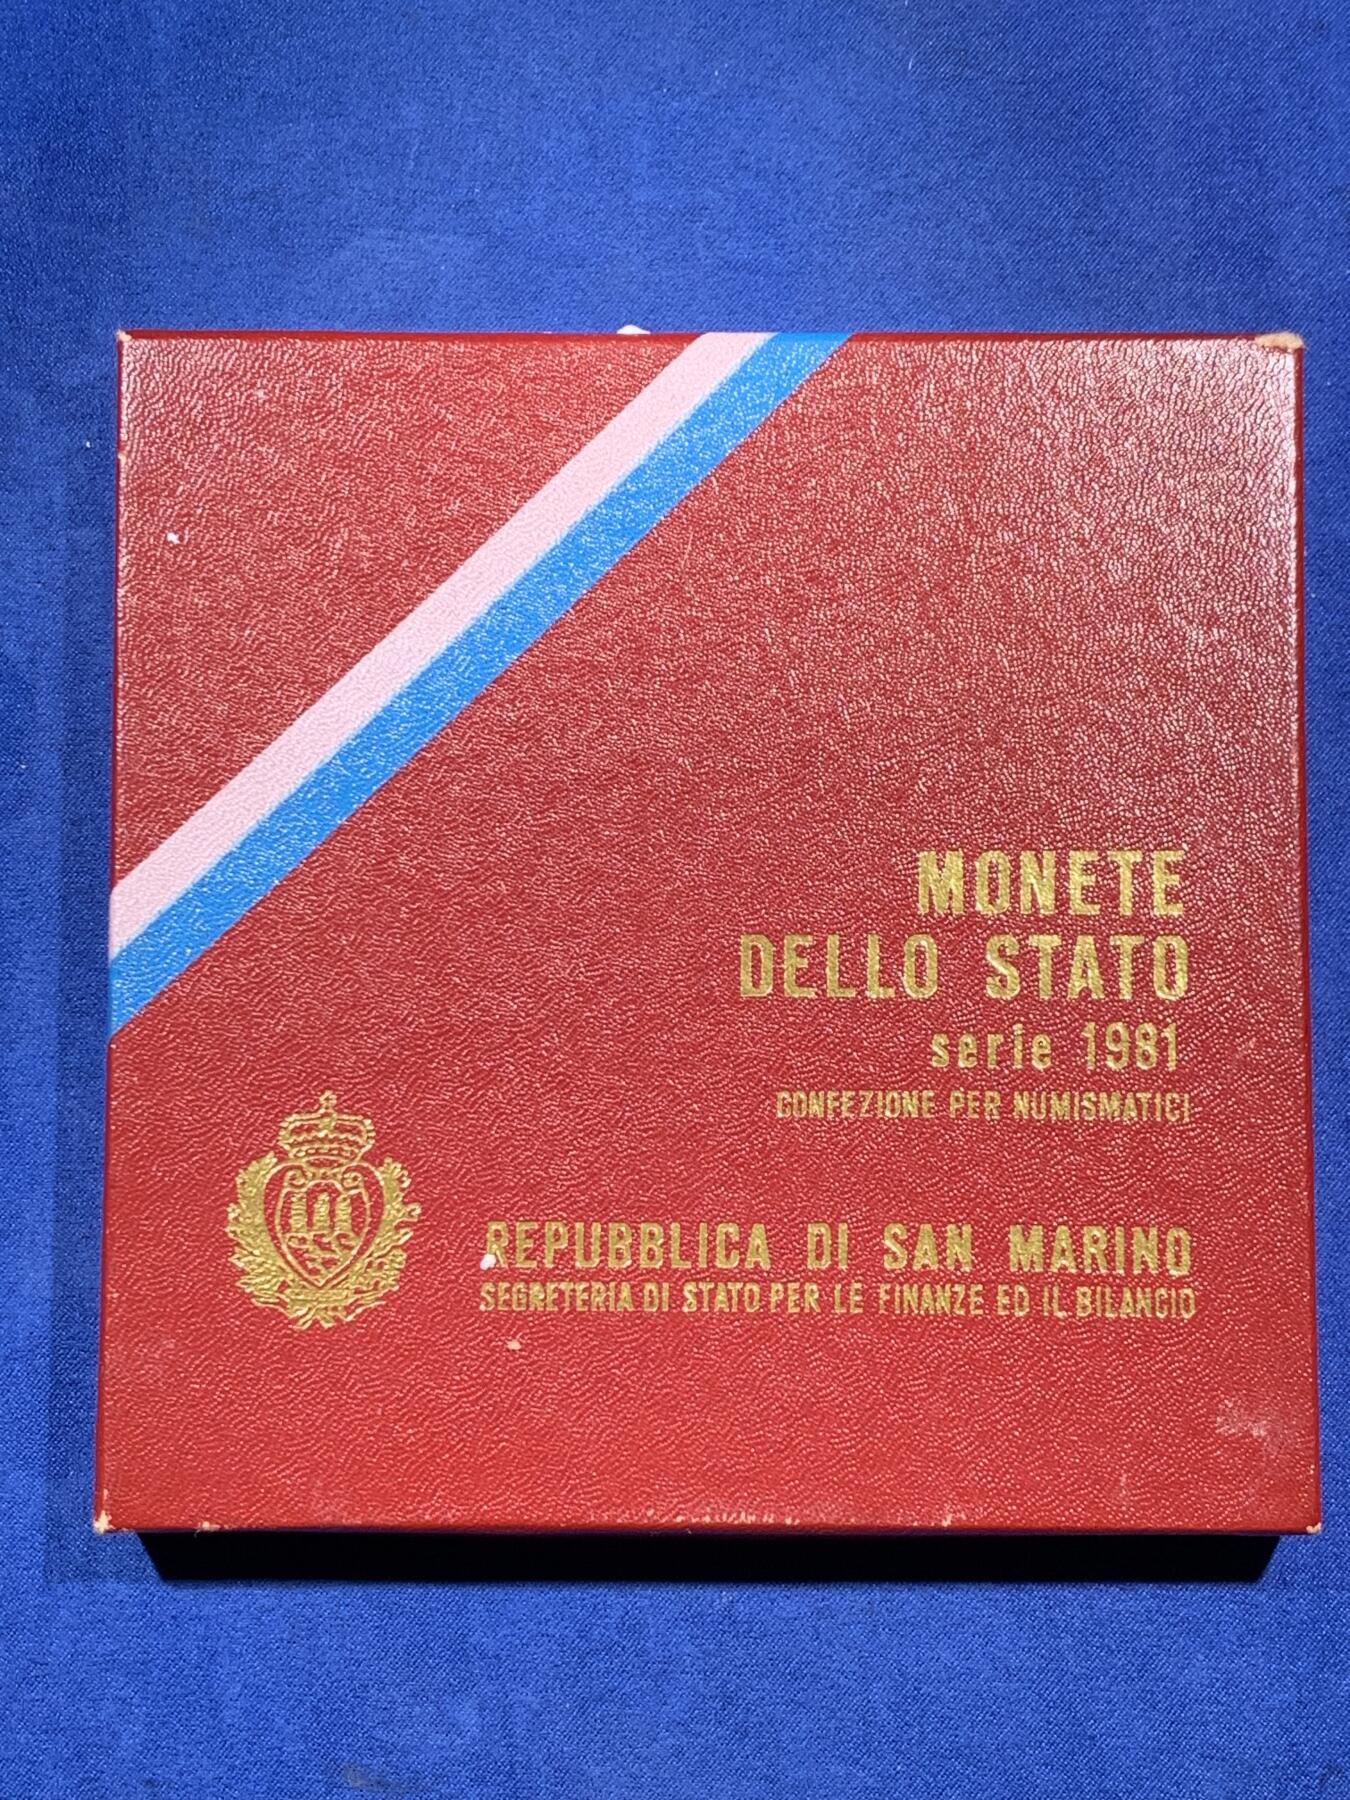 MONETE
DELLO STATO
serie 1981
CONFEZIONE PER NUMISMATICI
REPUBBLICA DI SAN MARINO
SEGRETERIA DI STATO PER LE FINANZE ED IL BILANCIO